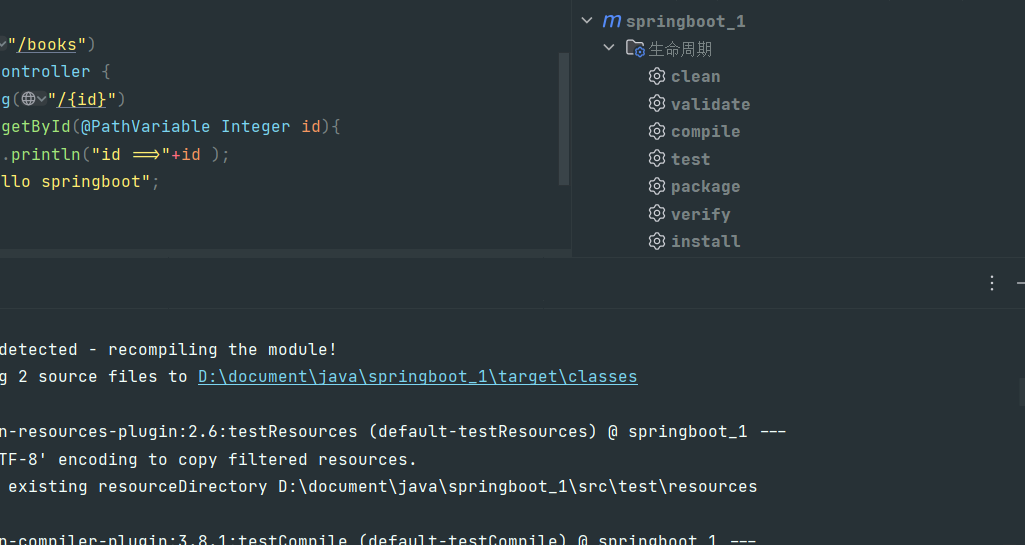 "/books")
ontroller {
g("/{id}")
getById(@PathVariable Integer id){
.println("id ==>"+id );
llo springboot";
m springboot_1
生命周期
clean
validate
compile
test
package
verify
install
detected - recompiling the module!
g 2 source files to D:\document\java\springboot_1\target\classes
n-resources-plugin:2.6:testResources (default-testResources) @ springboot_1 ---
TF-8' encoding to copy filtered resources.
existing resourceDirectory D:\document\java\springboot_1\src\test\resources
n-compiler-plugin:3.8.1:testCompile (default-testCompile) @ springboot_1 ---